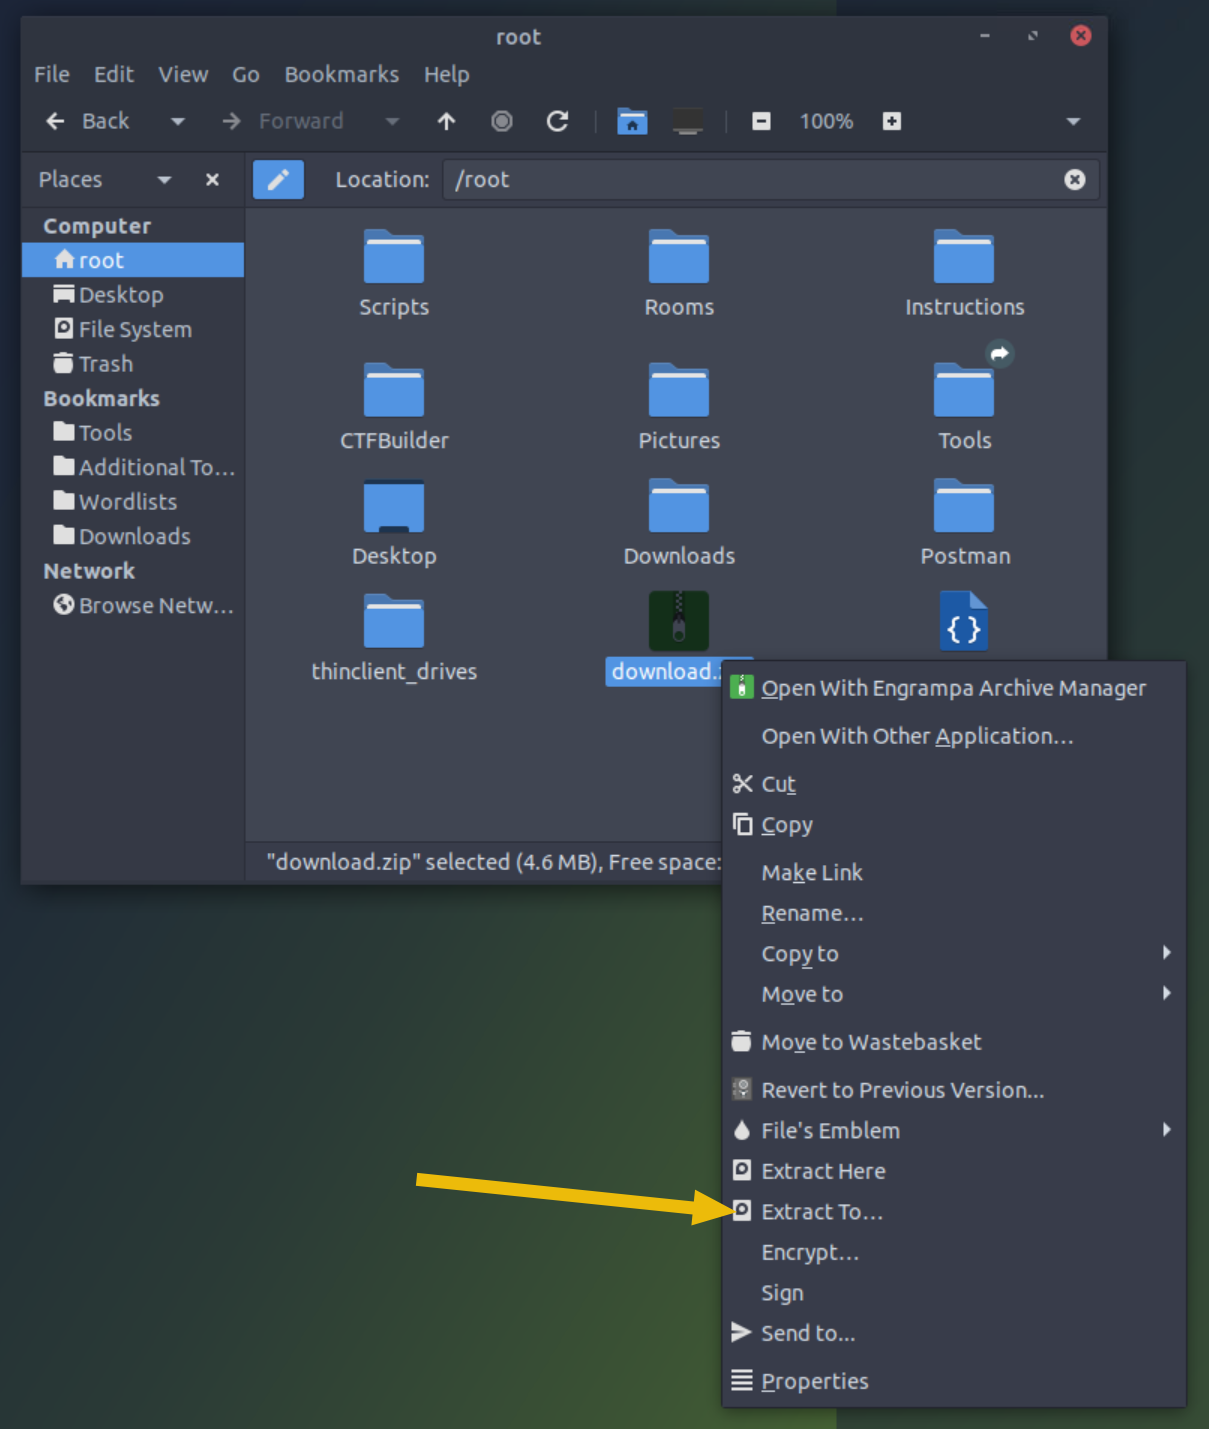 root
File Edit View Go Bookmarks Help
Back Forward 100%
Places Location: /root
Computer
root
Desktop
File System
Trash
Bookmarks
Tools
Additional To...
Wordlists
Downloads
Network
Browse Netw...
Scripts Rooms Instructions
CTFBuilder Pictures Tools
Desktop Downloads Postman
{}
thinclient_drives download.
"download.zip" selected (4.6 MB), Free space:
Open With Engrampa Archive Manager
Open With Other Application...
Cut
Copy
Make Link
Rename...
Copy to
Move to
Move to Wastebasket
Revert to Previous Version...
File's Emblem
Extract Here
Extract To...
Encrypt...
Sign
Send to...
Properties